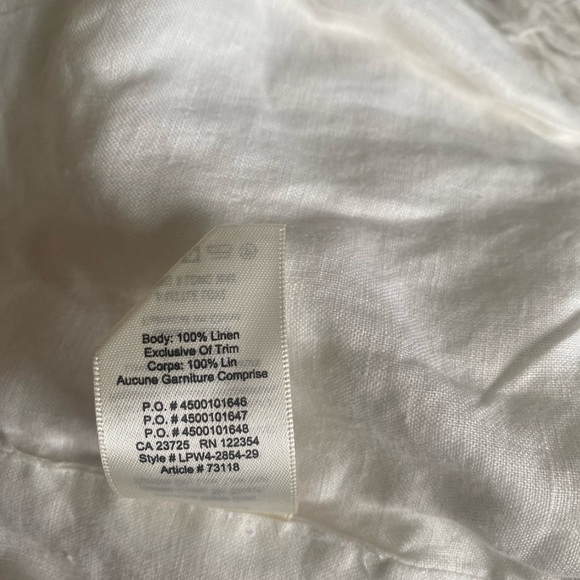 Body: 100% Linen
Exclusive Of Trim
Corps: 100% Lin
Aucune Garniture Comprise
P.O. # 4500101646
P.O. # 4500101647
P.O. # 4500101648
CA 23725 RN 122354
Style # LPW4-2854-29
Article # 73118